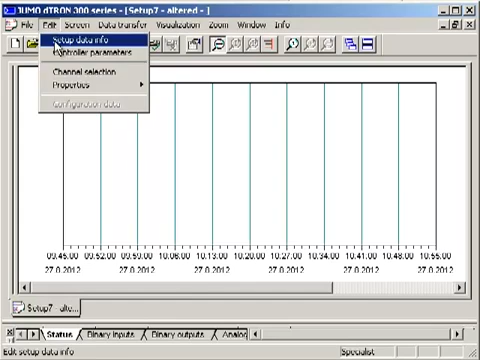 JUMO dTRON 300 series - [Setup7 - altered - ]
File Edit Screen Data transfer Visualization Zoom Window Info
Setup data info
Controller parameters
Channel selection
Properties
Configuration data
09.45.00 09.52.00 09.59.00 10.06.00 10.13.00 10.20.00 10.27.00 10.34.00 10.41.00 10.48.00 10.55.00
27.0.2012 27.0.2012 27.0.2012 27.0.2012 27.0.2012 27.0.2012
Setup7 - alte...
Status Binary inputs Binary outputs Analog
Edit setup data info Specialist